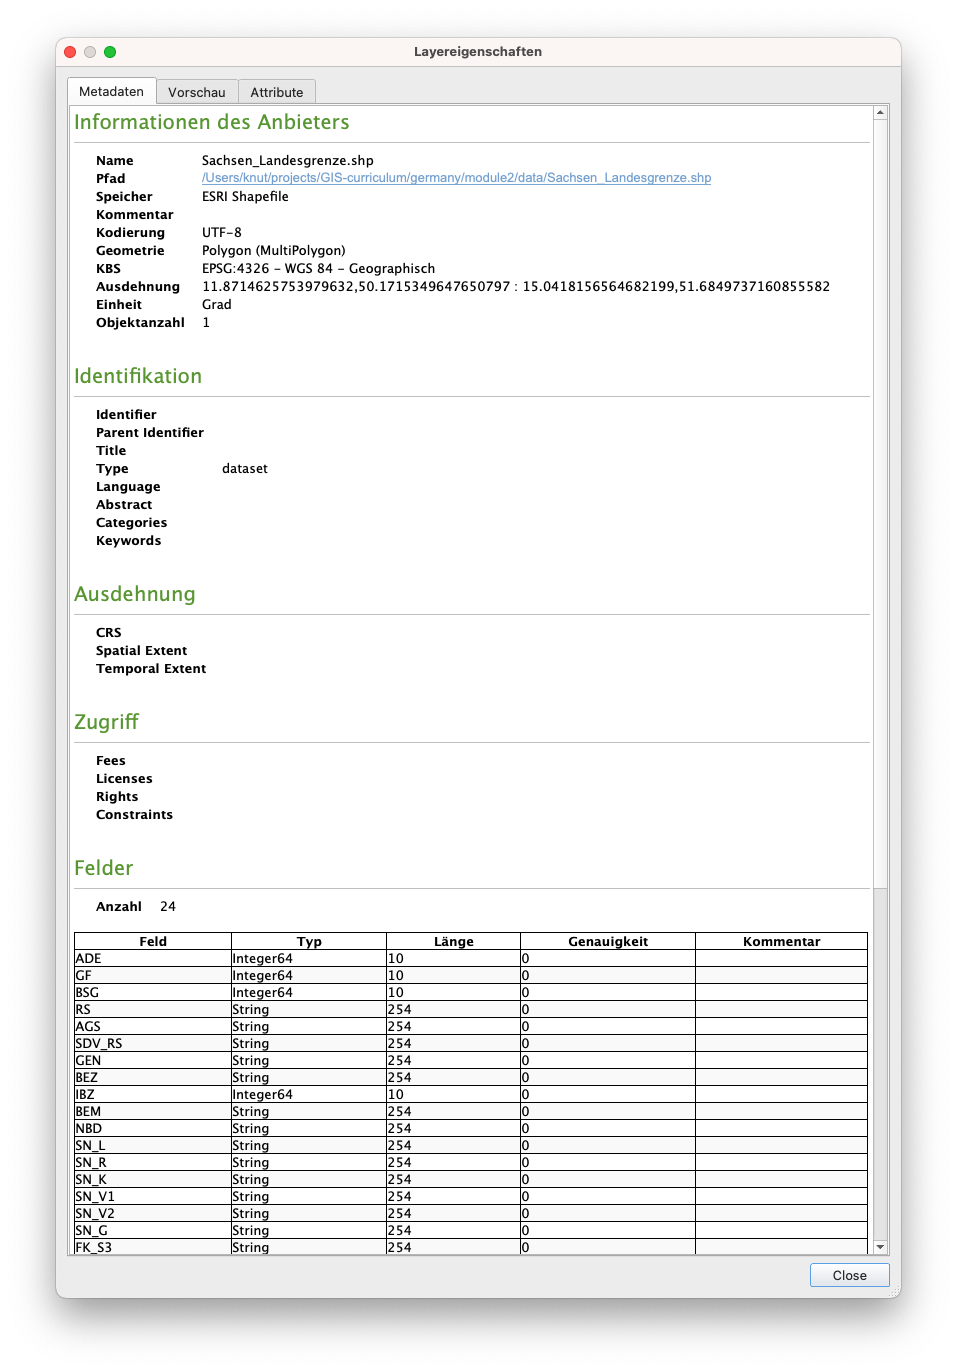 Layereigenschaften
Metadaten Vorschau Attribute
Informationen des Anbieters
Name Sachsen_Landesgrenze.shp
Pfad /Users/knut/projects/GIS-curriculum/germany/module2/data/Sachsen_Landesgrenze.shp
Speicher ESRI Shapefile
Kommentar
Kodierung UTF-8
Geometrie Polygon (MultiPolygon)
KBS EPSG:4326 - WGS 84 - Geographisch
Ausdehnung 11.8714625753979632,50.1715349647650797 : 15.0418156564682199,51.6849737160855582
Einheit Grad
Objektanzahl 1
Identifikation
Identifier
Parent Identifier
Title
Type dataset
Language
Abstract
Categories
Keywords
Ausdehnung
CRS
Spatial Extent
Temporal Extent
Zugriff
Fees
Licenses
Rights
Constraints
Felder
Anzahl 24
Feld Typ Länge Genauigkeit Kommentar
ADE Integer64 10 0
GF Integer64 10 0
BSG Integer64 10 0
RS String 254 0
AGS String 254 0
SDV_RS String 254 0
GEN String 254 0
BEZ String 254 0
IBZ Integer64 10 0
BEM String 254 0
NBD String 254 0
SN_L String 254 0
SN_R String 254 0
SN_K String 254 0
SN_V1 String 254 0
SN_V2 String 254 0
SN_G String 254 0
FK_S3 String 254 0
Close